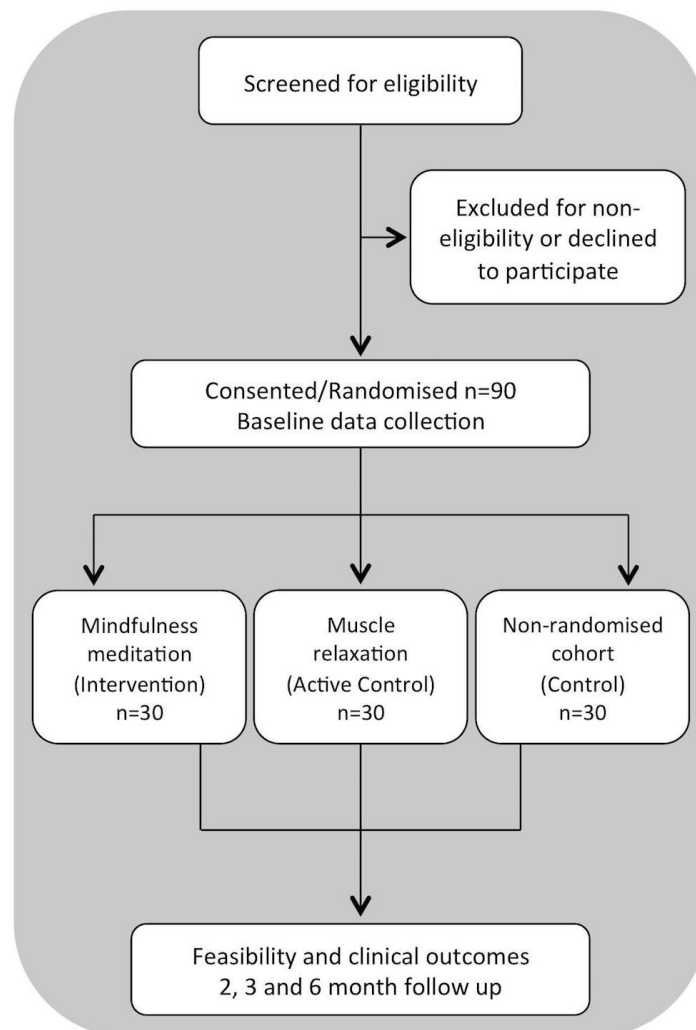 Screened for eligibility
Excluded for non-
eligibility or declined
to participate
Consented/Randomised n=90
Baseline data collection
Mindfulness
meditation
(Intervention)
n=30
Muscle
relaxation
(Active Control)
n=30
Non-randomised
cohort
(Control)
n=30
Feasibility and clinical outcomes
2, 3 and 6 month follow up